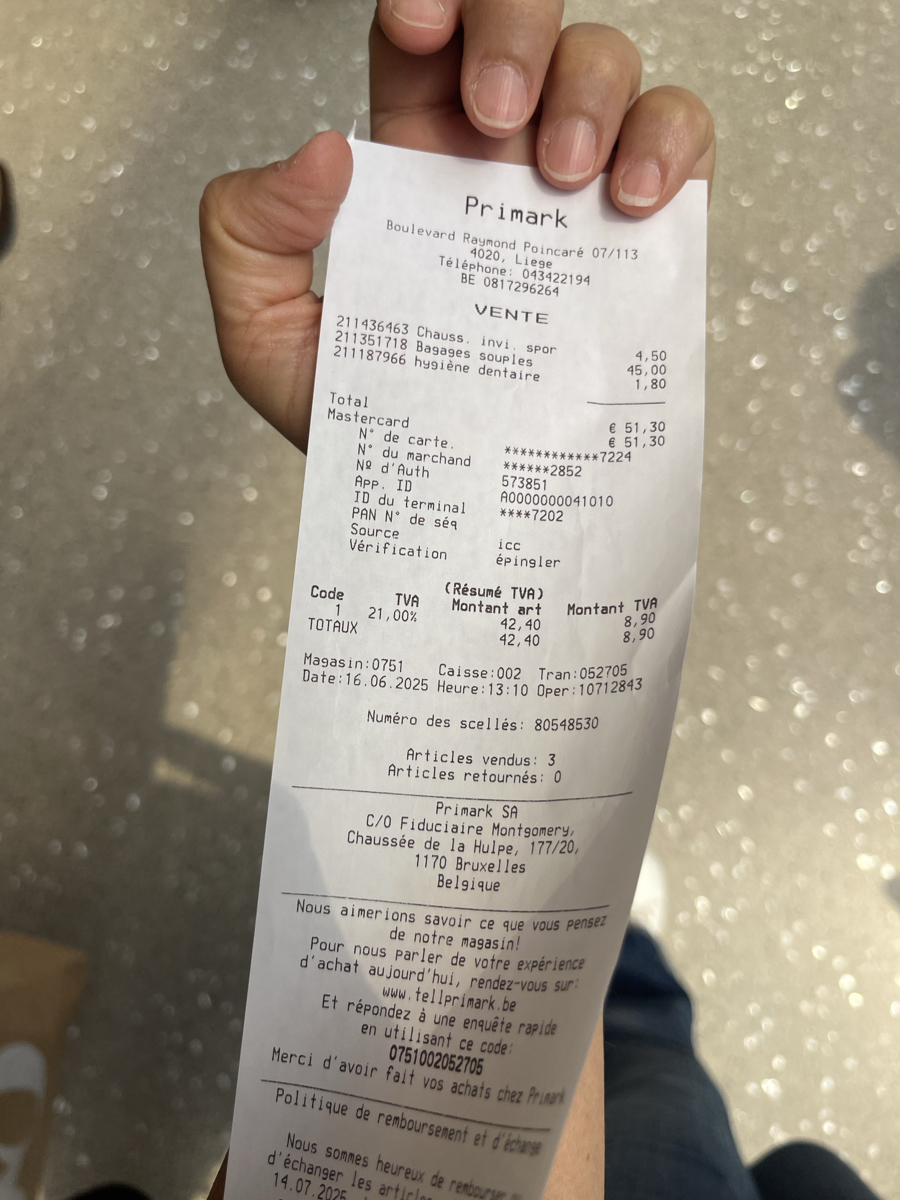 Primark
Boulevard Raymond Poincaré 07/113
4020, Liege
Téléphone: 043422194
BE 0817296264
VENTE
211436463 Chauss. invi. spor 4,50
211351718 Bagages souples 45,00
211187966 hygiène dentaire 1,80
Total € 51,30
Mastercard € 51,30
N° de carte. ************7224
N° du marchand ******2852
Nº d'Auth 573851
App. ID A0000000041010
ID du terminal ****7202
PAN N° de séq
Source icc
Vérification épingler
(Résumé TVA)
Code TVA Montant art Montant TVA
1 21,00% 42,40 8,90
TOTAUX 42,40 8,90
Magasin:0751 Caisse:002 Tran:052705
Date:16.06.2025 Heure:13:10 Oper:10712843
Numéro des scellés: 80548530
Articles vendus: 3
Articles retournés: 0
Primark SA
C/O Fiduciaire Montgomery,
Chaussée de la Hulpe, 177/20,
1170 Bruxelles
Belgique
Nous aimerions savoir ce que vous pensez
de notre magasin!
Pour nous parler de votre expérience
d'achat aujourd'hui, rendez-vous sur:
www.tellprimark.be
Et répondez à une enquête rapide
en utilisant ce code:
0751002052705
Merci d'avoir fait vos achats chez Primark
Politique de remboursement et d'échange
Nous sommes heureux de rembourser
d'échanger les articles
14.07.2025